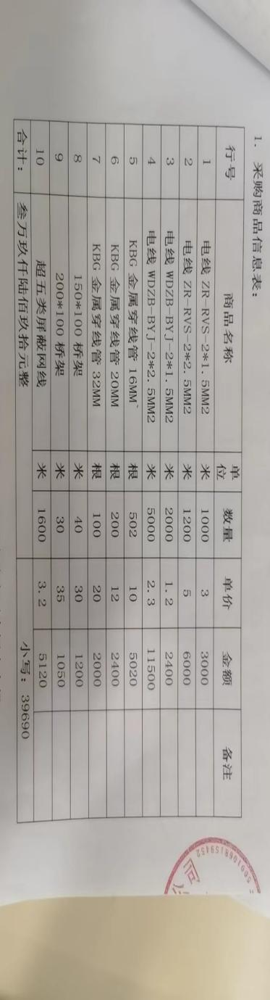 1. 采购商品信息表：
行号 商品名称 单位 数量 单价 金额 备注
1 电线 ZR-RVS-2*1.5MM2 米 1000 3 3000
2 电线 ZR-RVS-2*2.5MM2 米 1200 5 6000
3 电线 WDZB-BYJ-2*1.5MM2 米 2000 1.2 2400
4 电线 WDZB-BYJ-2*2.5MM2 米 5000 2.3 11500
5 KBG 金属穿线管 16MM` 根 502 10 5020
6 KBG 金属穿线管 20MM 根 200 12 2400
7 KBG 金属穿线管 32MM 根 100 20 2000
8 150*100 桥架 米 40 30 1200
9 200*100 桥架 米 30 35 1050
10 超五类屏蔽网线 米 1600 3.2 5120
合计： 叁万玖仟陆佰玖拾元整 小写：39690